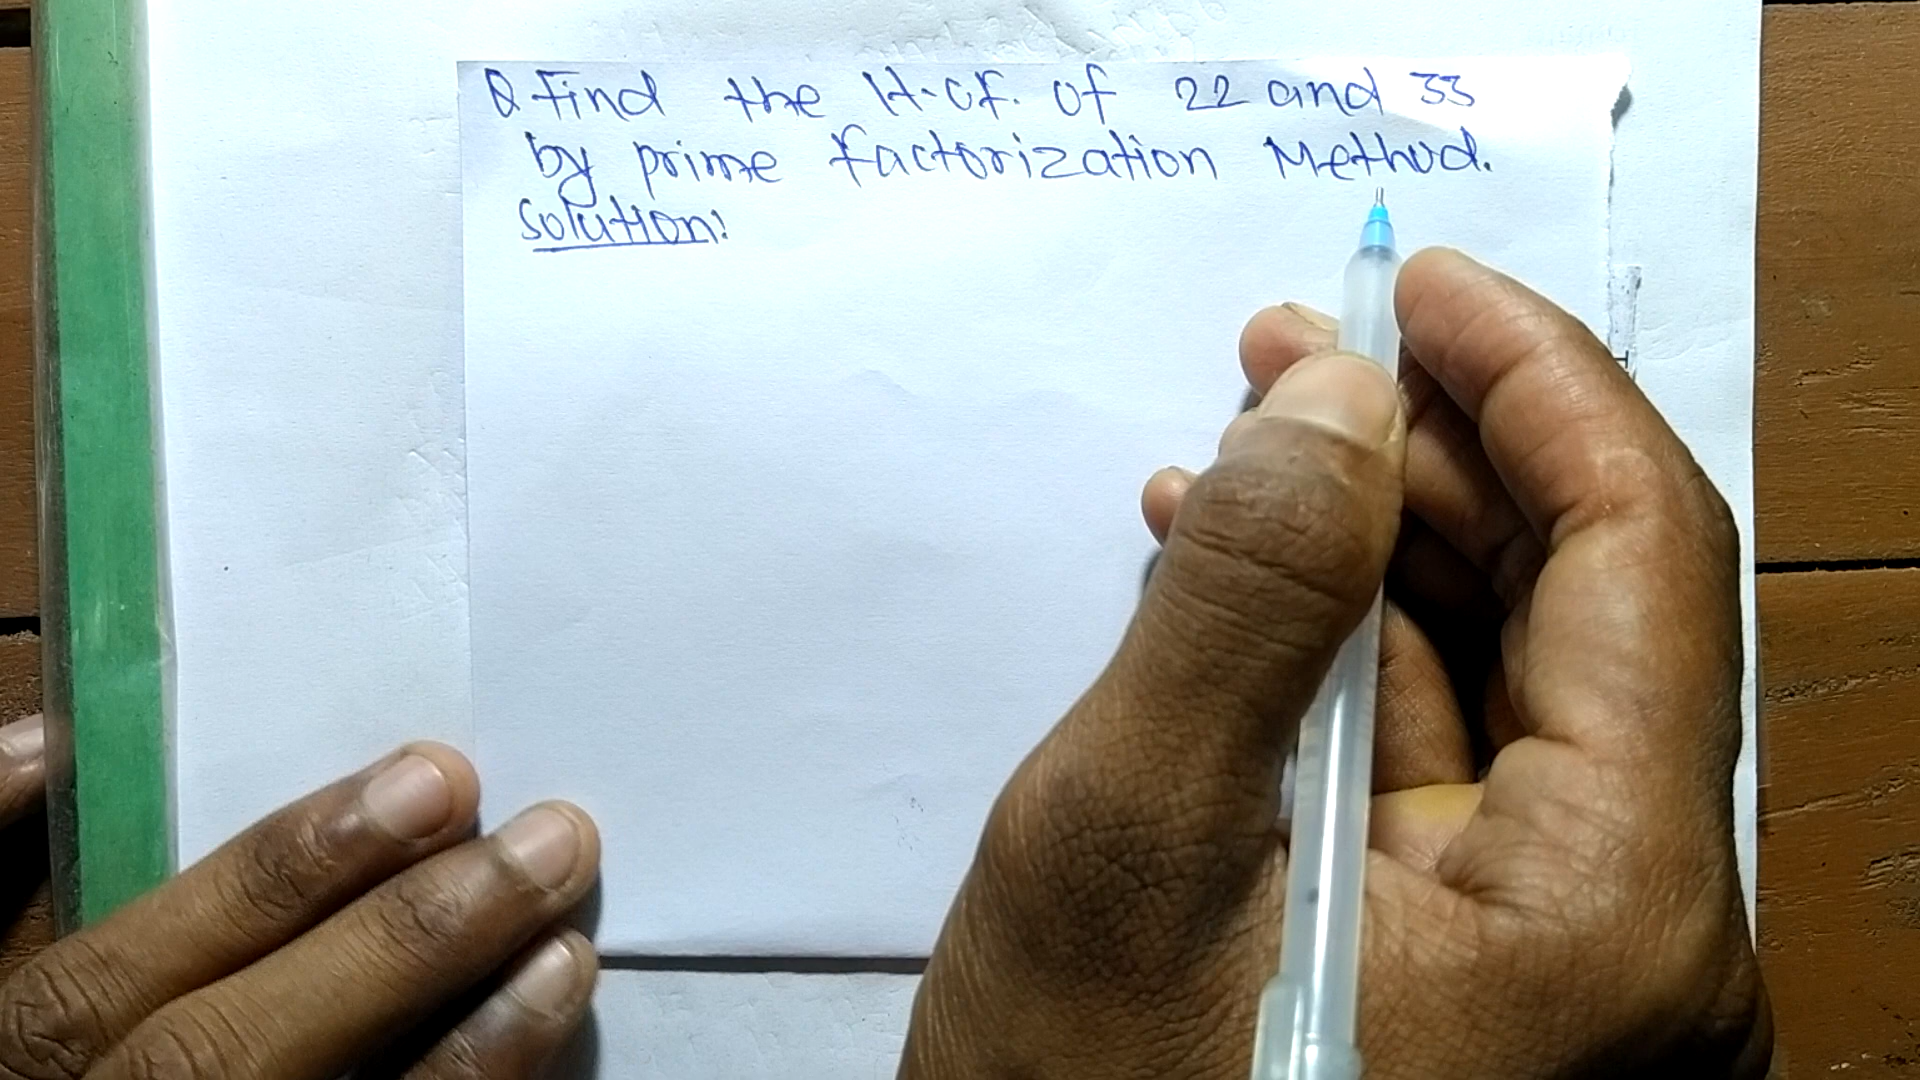 Q Find the H.C.F. of 22 and 33
by prime factorization Method.
Solution: